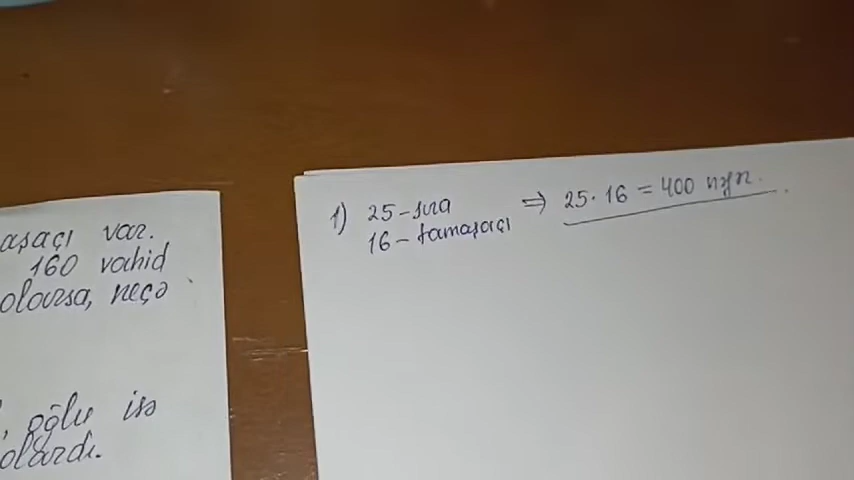 aşaçı var.
160 vahid
olarsa, neçə
oğlu isə
olardı.
1) 25-sıra
16-tamaşaçı
⇒ 25·16=400 nəfər.